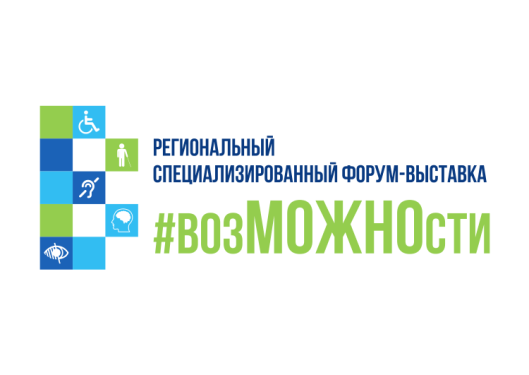 РЕГИОНАЛЬНЫЙ
СПЕЦИАЛИЗИРОВАННЫЙ ФОРУМ-ВЫСТАВКА
#возМОЖНОсти